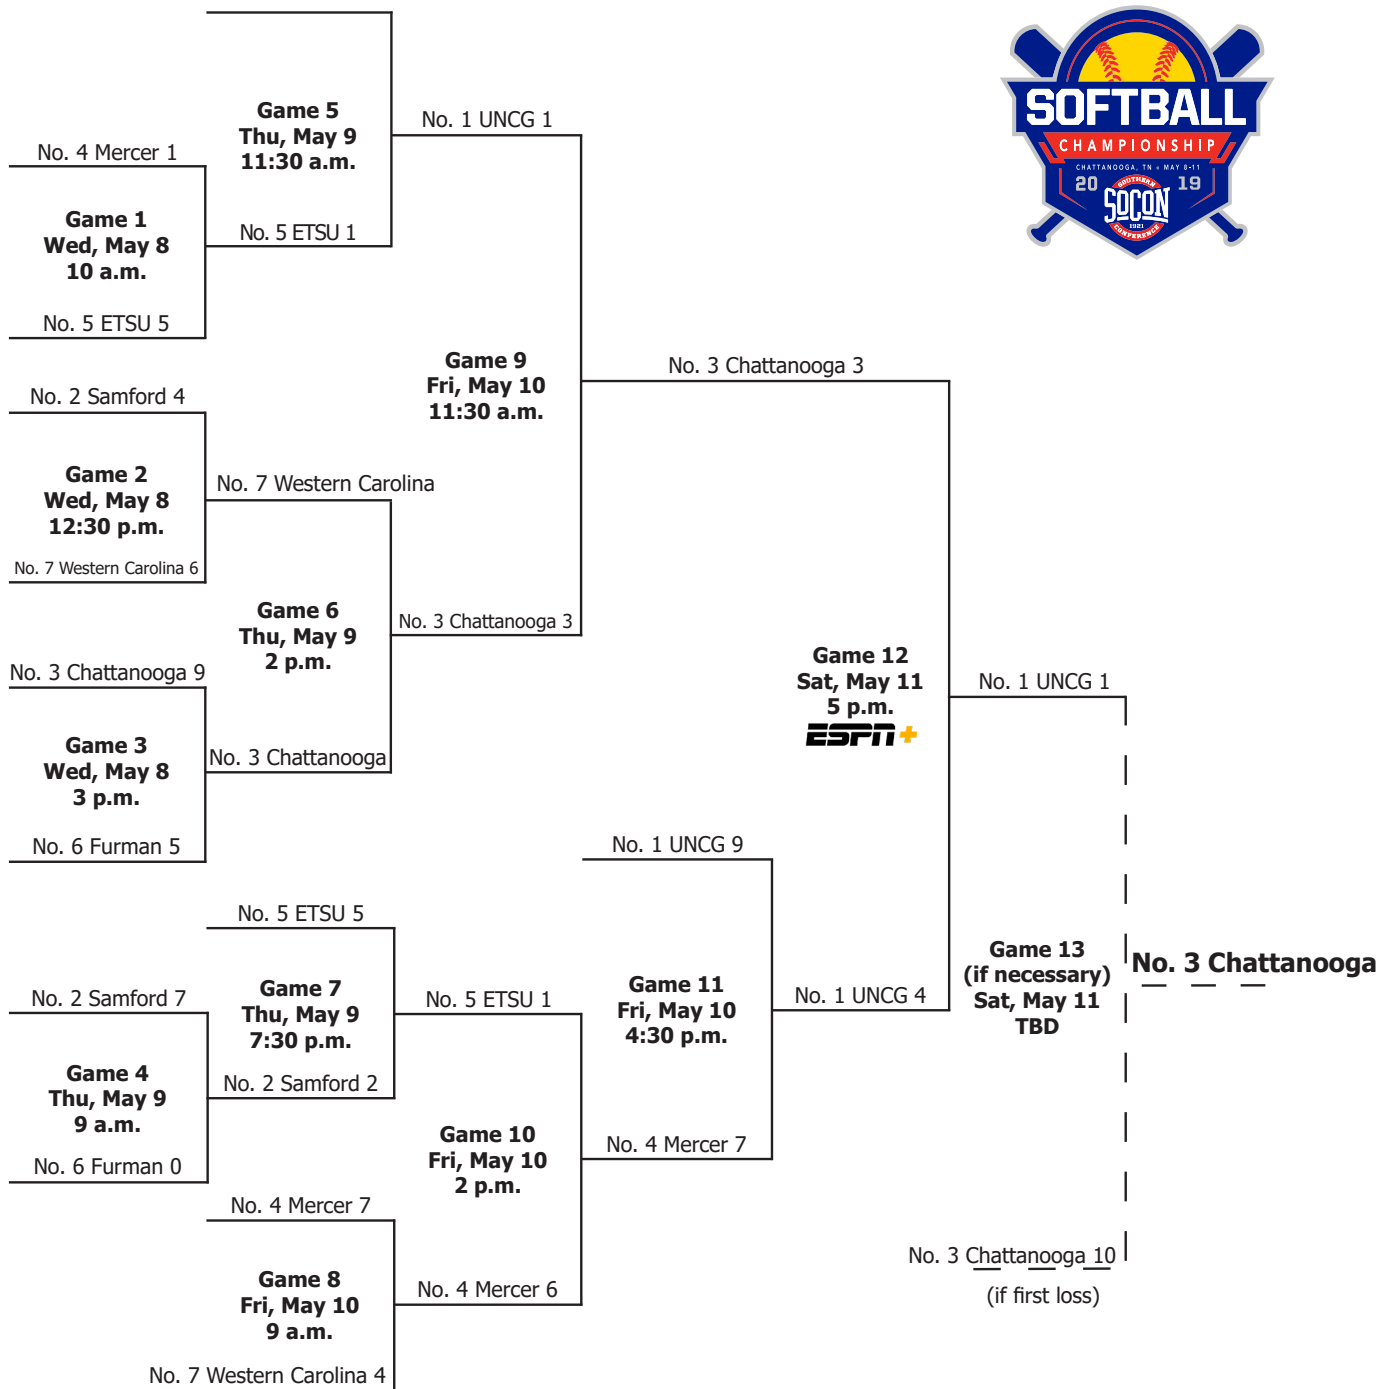 SOFTBALL
CHAMPIONSHIP
CHATTANOOGA, TN • MAY 8-11
20 19
SOUTHERN
SOCON
1921
CONFERENCE
Game 5
Thu, May 9
11:30 a.m.
No. 1 UNCG 1
No. 4 Mercer 1
Game 1
Wed, May 8
10 a.m.
No. 5 ETSU 1
No. 5 ETSU 5
Game 9
Fri, May 10
11:30 a.m.
No. 3 Chattanooga 3
No. 2 Samford 4
Game 2
Wed, May 8
12:30 p.m.
No. 7 Western Carolina
No. 7 Western Carolina 6
Game 6
Thu, May 9
2 p.m.
No. 3 Chattanooga 3
No. 3 Chattanooga 9
Game 3
Wed, May 8
3 p.m.
No. 3 Chattanooga
No. 6 Furman 5
Game 12
Sat, May 11
5 p.m.
ESPN+
No. 1 UNCG 1
No. 1 UNCG 9
No. 5 ETSU 5
Game 7
Thu, May 9
7:30 p.m.
No. 5 ETSU 1
No. 2 Samford 7
Game 4
Thu, May 9
9 a.m.
No. 2 Samford 2
No. 6 Furman 0
Game 11
Fri, May 10
4:30 p.m.
No. 1 UNCG 4
Game 13
(if necessary)
Sat, May 11
TBD
No. 3 Chattanooga
Game 10
Fri, May 10
2 p.m.
No. 4 Mercer 7
No. 4 Mercer 7
Game 8
Fri, May 10
9 a.m.
No. 4 Mercer 6
No. 7 Western Carolina 4
No. 3 Chattanooga 10
(if first loss)